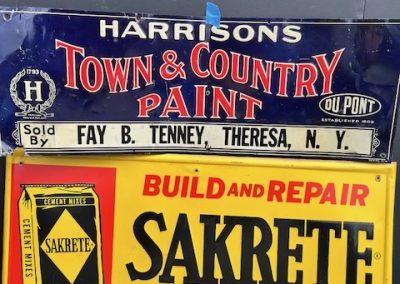 HARRISONS
TOWN & COUNTRY
PAINT
1793
H
DU PONT
ESTABLISHED 1802
Sold By
FAY B. TENNEY THERESA, N. Y.
BUILD AND REPAIR
SAKRETE
CEMENT MIXES
SAKRETE
CEMENT MIXES